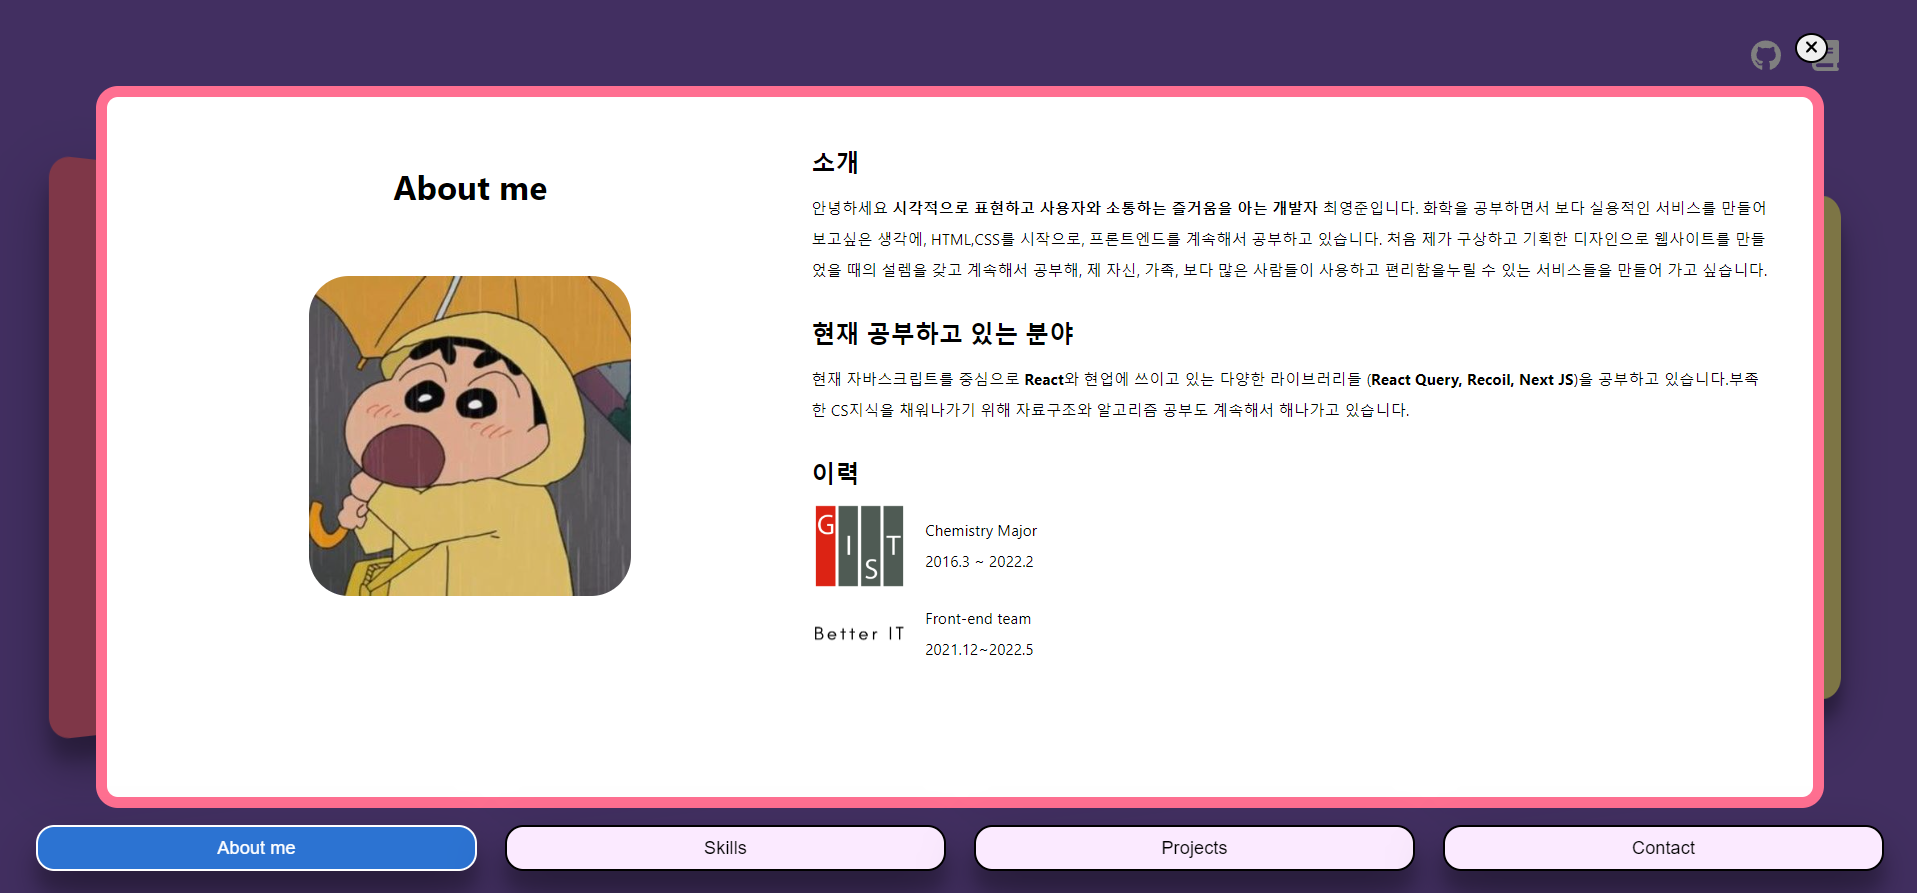 About me
소개
안녕하세요 시각적으로 표현하고 사용자와 소통하는 즐거움을 아는 개발자 최영준입니다. 화학을 공부하면서 보다 실용적인 서비스를 만들어
보고싶은 생각에, HTML,CSS를 시작으로, 프론트엔드를 계속해서 공부하고 있습니다. 처음 제가 구상하고 기획한 디자인으로 웹사이트를 만들
었을 때의 설렘을 갖고 계속해서 공부해, 제 자신, 가족, 보다 많은 사람들이 사용하고 편리함을누릴 수 있는 서비스들을 만들어 가고 싶습니다.
현재 공부하고 있는 분야
현재 자바스크립트를 중심으로 React와 현업에 쓰이고 있는 다양한 라이브러리들 (React Query, Recoil, Next JS)을 공부하고 있습니다.부족
한 CS지식을 채워나가기 위해 자료구조와 알고리즘 공부도 계속해서 해나가고 있습니다.
이력
GIST
Chemistry Major
2016.3 ~ 2022.2
Better IT
Front-end team
2021.12~2022.5
About me
Skills
Projects
Contact